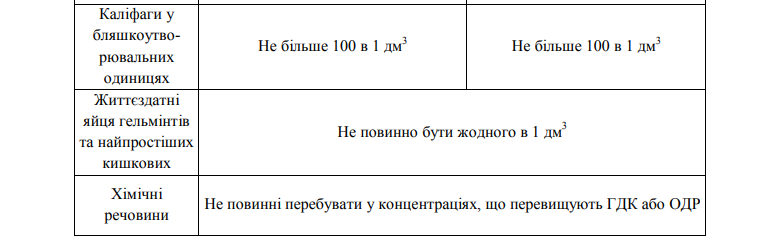 Каліфаги у
бляшкоутво-
рювальних
одиницях
Не більше 100 в 1 дм³
Не більше 100 в 1 дм³
Життєздатні
яйця гельмінтів
та найпростіших
кишкових
Не повинно бути жодного в 1 дм³
Хімічні
речовини
Не повинні перебувати у концентраціях, що перевищують ГДК або ОДР